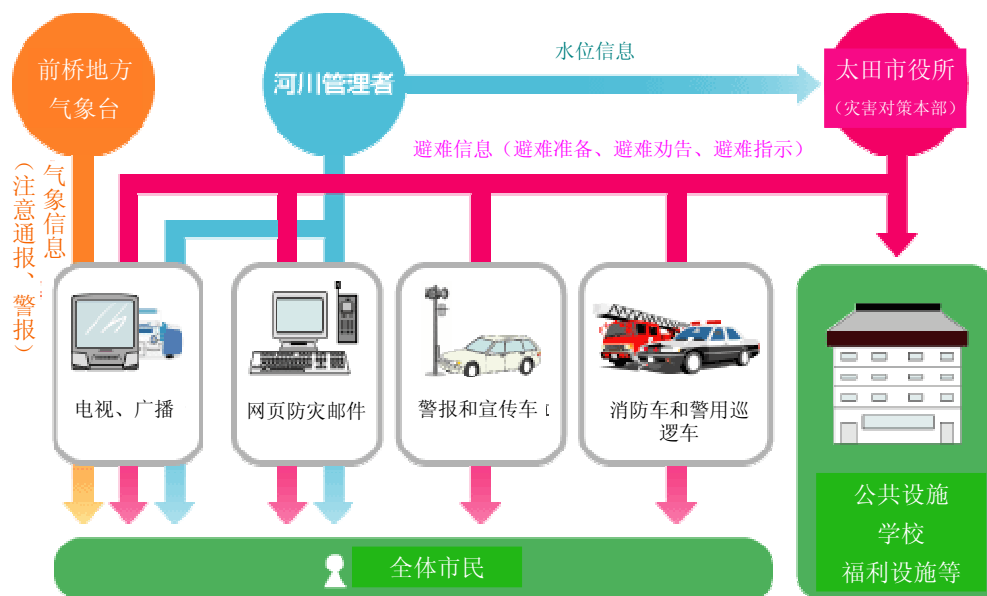 前桥地方
气象台
河川管理者
水位信息
太田市役所
（灾害对策本部）
避难信息（避难准备、避难劝告、避难指示）
气象信息
（注意通报、警报）
电视、广播
网页防灾邮件
警报和宣传车
消防车和警用巡
逻车
公共设施
学校
福利设施等
全体市民